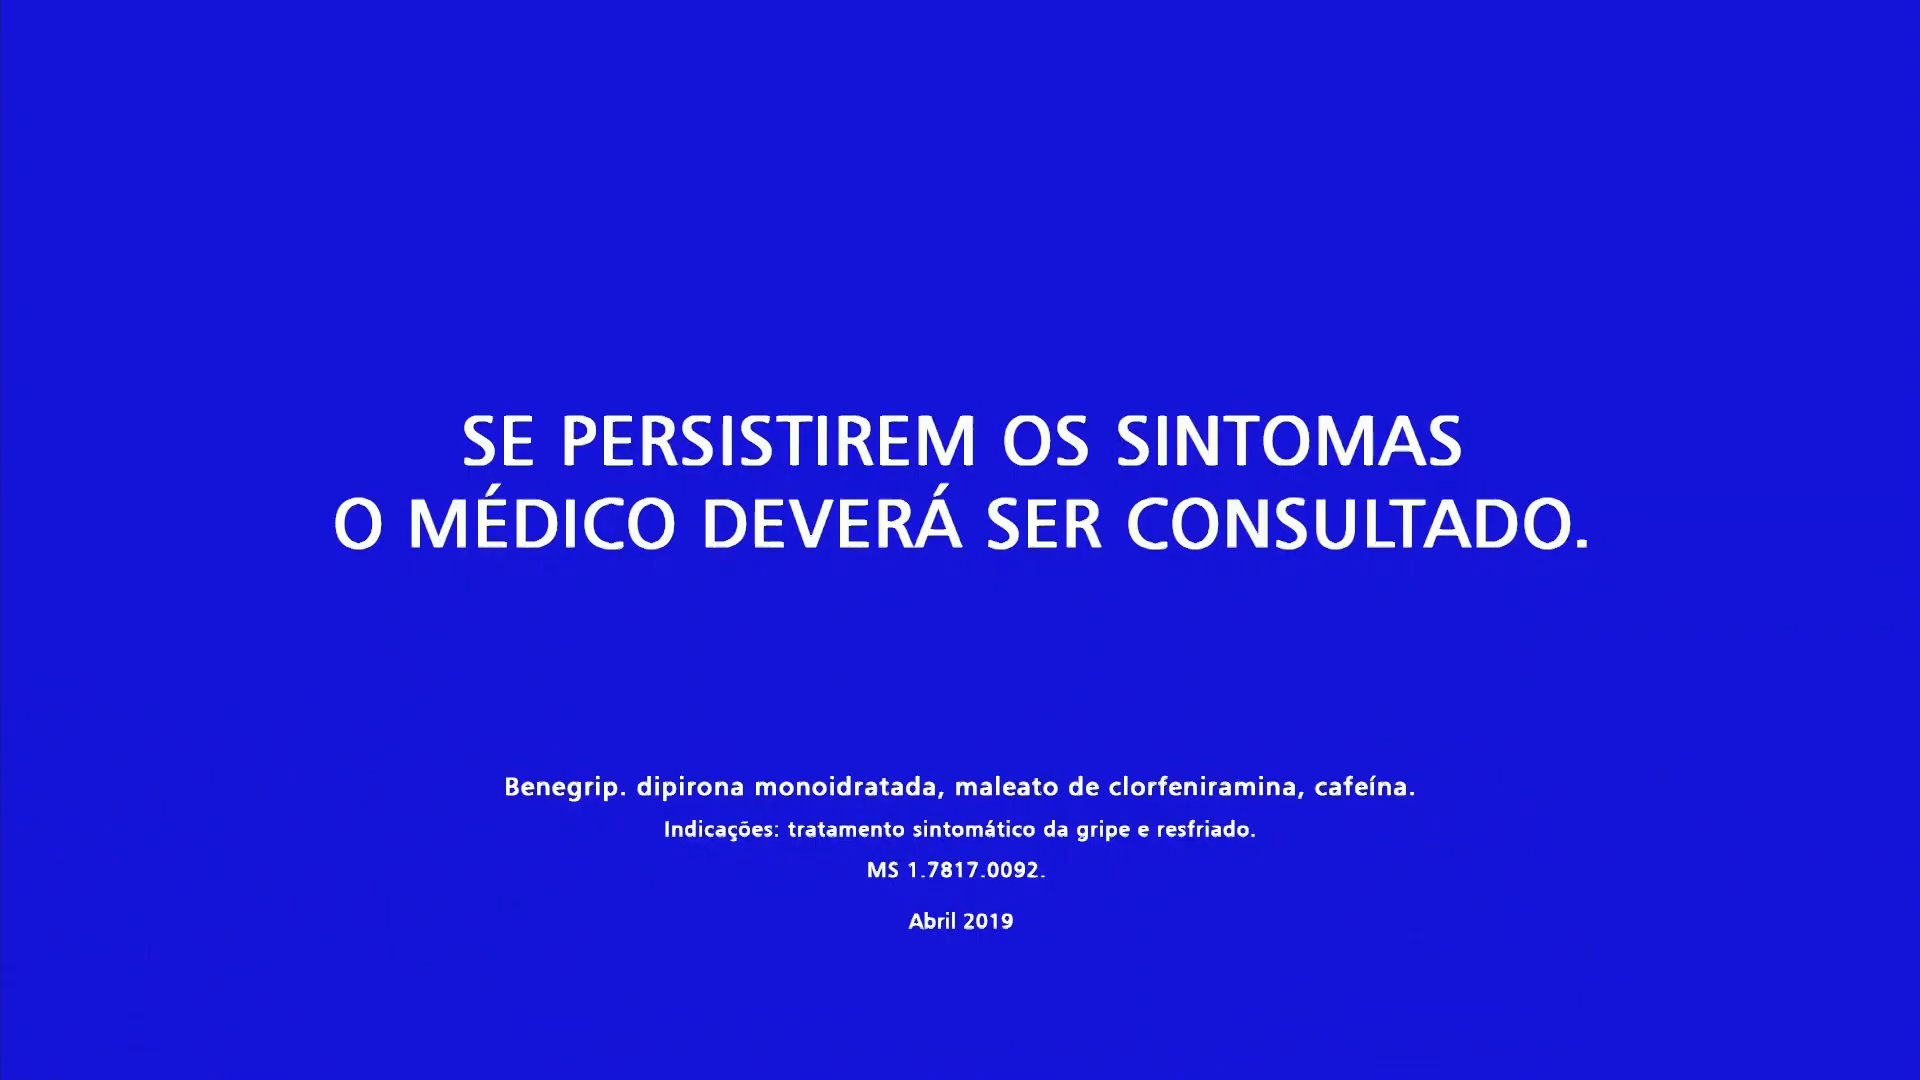 SE PERSISTIREM OS SINTOMAS
O MÉDICO DEVERÁ SER CONSULTADO.
Benegrip. dipirona monoidratada, maleato de clorfeniramina, cafeína.
Indicações: tratamento sintomático da gripe e resfriado.
MS 1.7817.0092.
Abril 2019